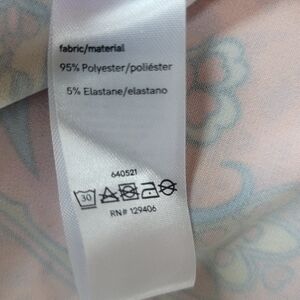 fabric/material
95% Polyester/poliéster
5% Elastane/elastano
640521
30
RN# 129406